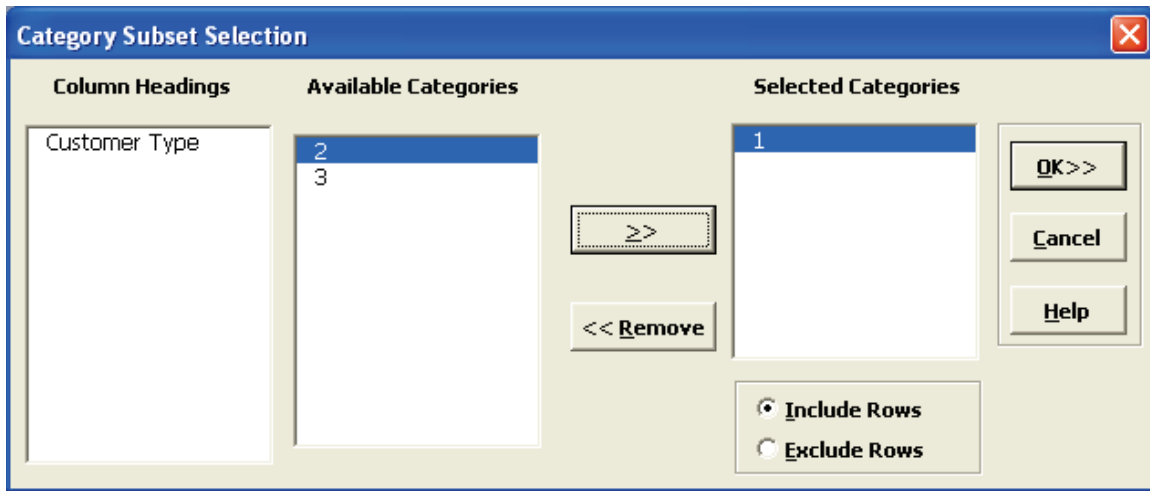 Category Subset Selection
Column Headings
Available Categories
Selected Categories
Customer Type
2
3
1
>>
<< Remove
OK>>
Cancel
Help
Include Rows
Exclude Rows